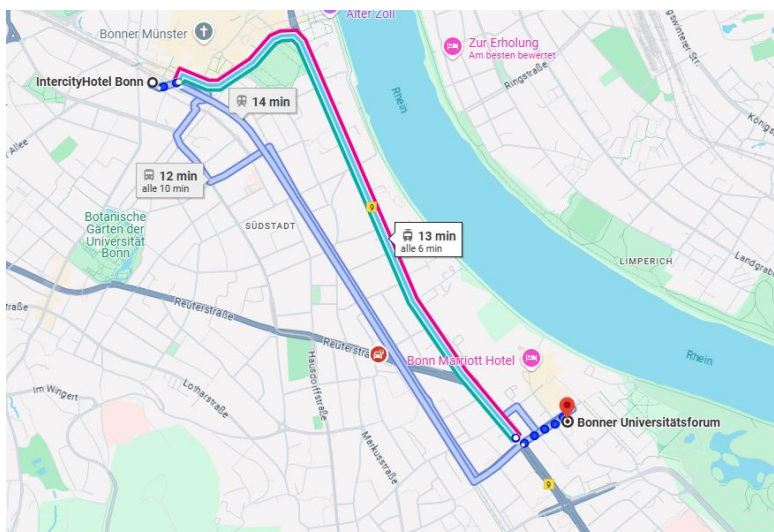 Alter Zoll
Bonner Münster
Zur Erholung
Am besten bewertet
Ringstraße
Rhein
IntercityHotel Bonn
14 min
12 min
alle 10 min
9
SÜDSTADT
13 min
alle 6 min
Botanische
Gärten der
Universität
Bonn
LIMPERICH
Reuterstraße
Reuterstraße
Bonn Marriott Hotel
Rhein
Hausdorffstraße
Im Wingert
Lotharstraße
Markusstraße
Bonner Universitätsforum
9